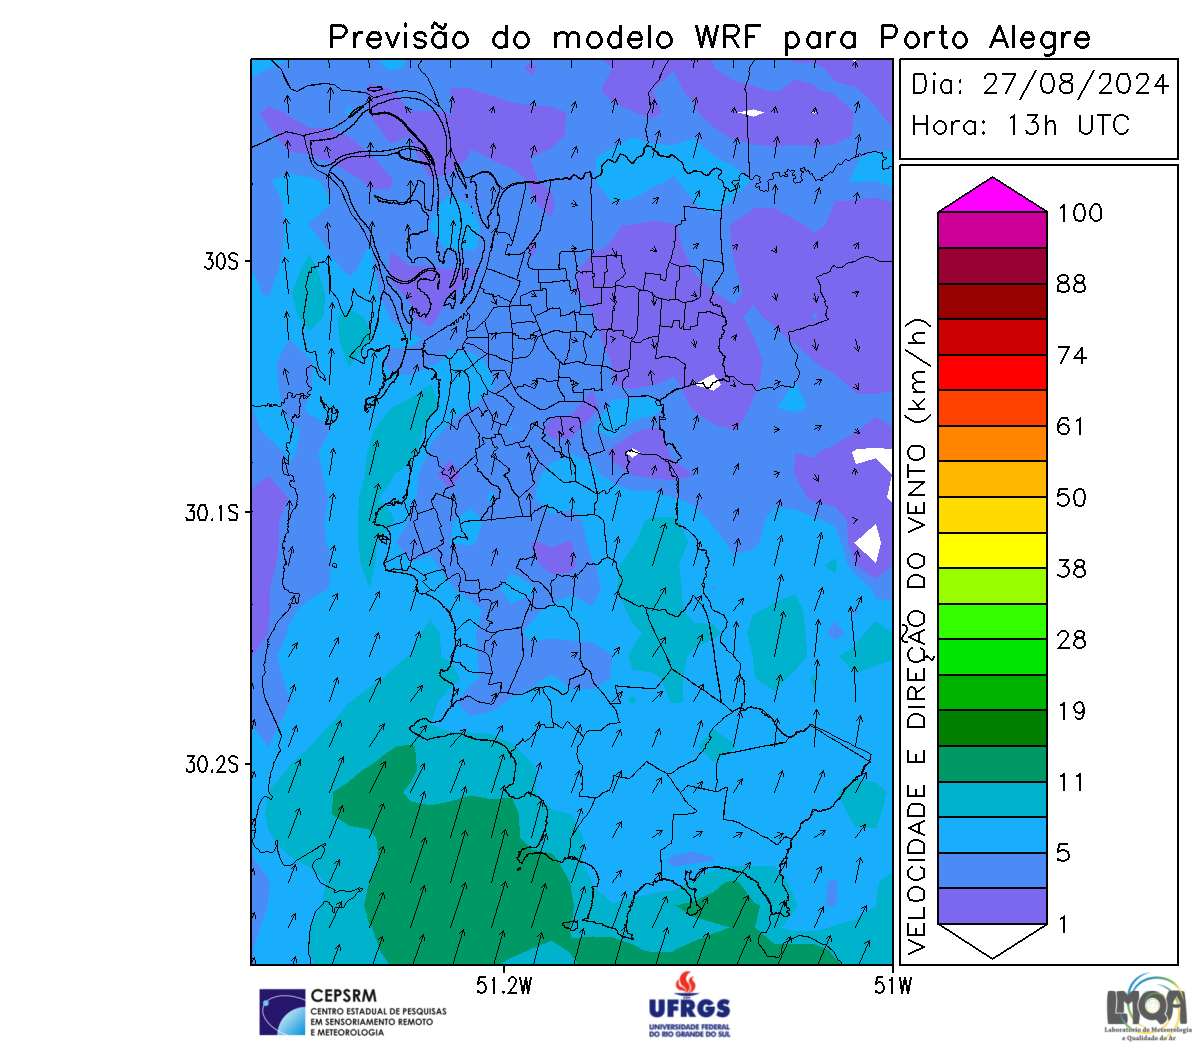 Previsão do modelo WRF para Porto Alegre
Dia: 27/08/2024
Hora: 13h UTC
100
88
74
61
50
38
28
19
11
5
1
VELOCIDADE E DIREÇÃO DO VENTO (km/h)
30S
30.1S
30.2S
51.2W
51W
CEPSRM
CENTRO ESTADUAL DE PESQUISAS
EM SENSORIAMENTO REMOTO
E METEOROLOGIA
UFRGS
UNIVERSIDADE FEDERAL
DO RIO GRANDE DO SUL
LMQA
Laboratório de Meteorologia
e Qualidade do Ar